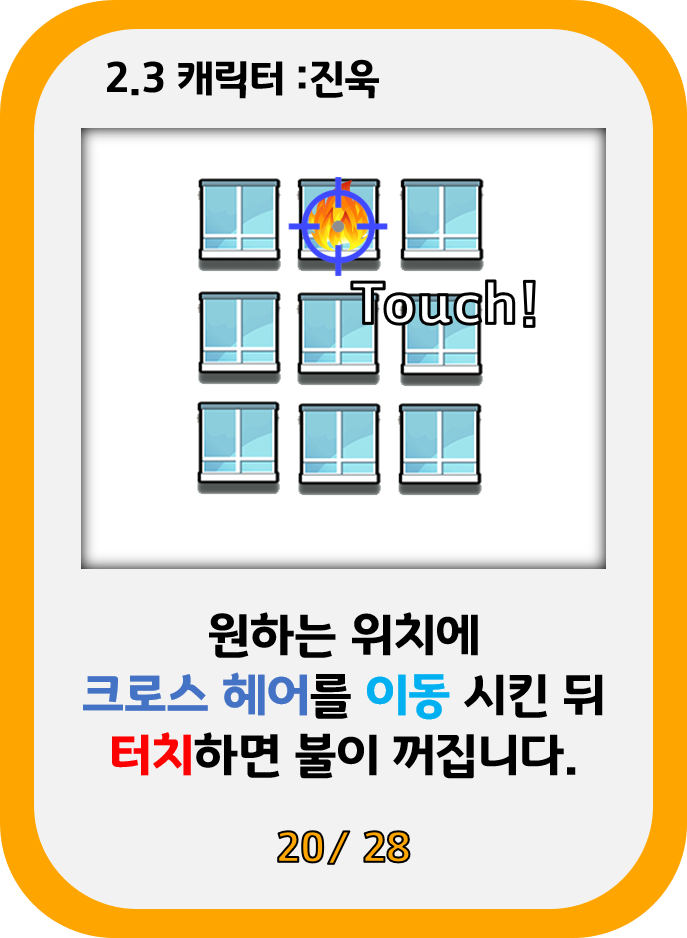 2.3 캐릭터 :진욱
Touch!
원하는 위치에
크로스 헤어를 이동 시킨 뒤
터치하면 불이 꺼집니다.
20/ 28